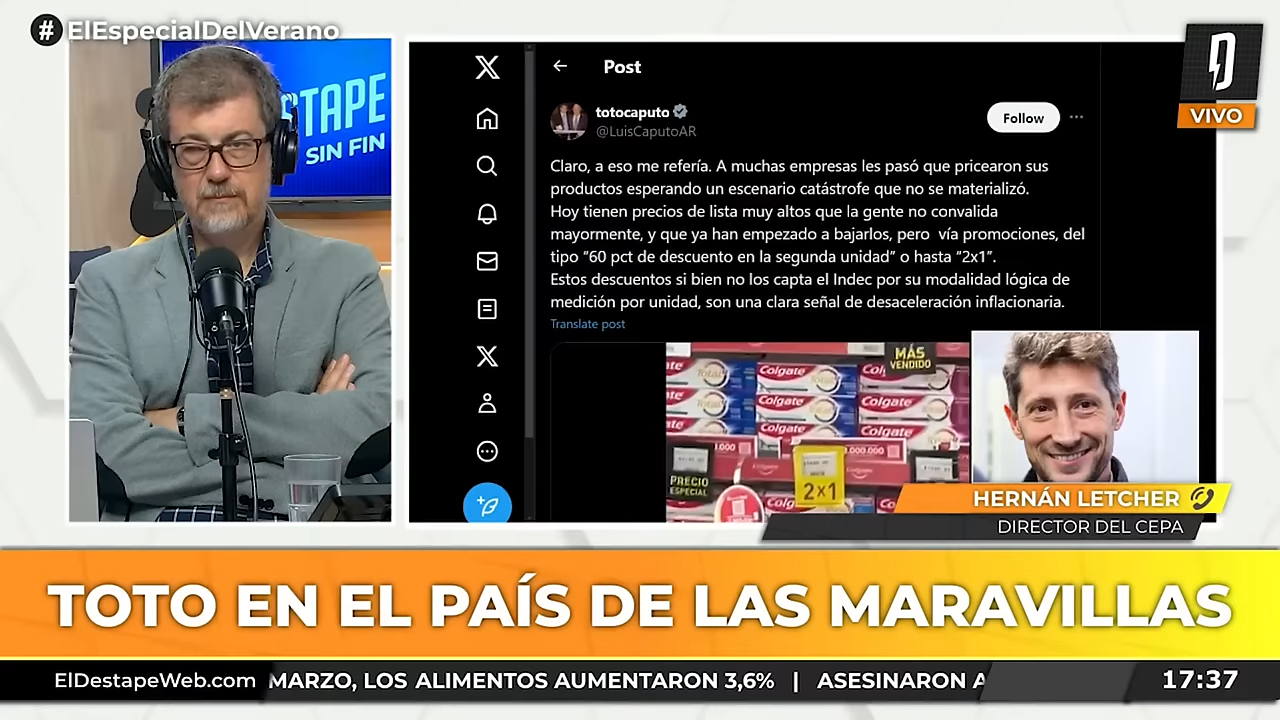 #ElEspecialDelVerano
STAPE
SIN FIN
VIVO
Post
totocaputo
@LuisCaputoAR
Follow
Claro, a eso me refería. A muchas empresas les pasó que pricearon sus
productos esperando un escenario catástrofe que no se materializó.
Hoy tienen precios de lista muy altos que la gente no convalida
mayormente, y que ya han empezado a bajarlos, pero  vía promociones, del
tipo “60 pct de descuento en la segunda unidad” o hasta “2x1”.
Estos descuentos si bien no los capta el Indec por su modalidad lógica de
medición por unidad, son una clara señal de desaceleración inflacionaria.
Translate post
MÁS
VENDIDO
Total
Colgate
Colgate
Colgate
Colgate
Colgate
Colgate
PRECIO
ESPECIAL
2x1
HERNÁN LETCHER
DIRECTOR DEL CEPA
TOTO EN EL PAÍS DE LAS MARAVILLAS
ElDestapeWeb.com
MARZO, LOS ALIMENTOS AUMENTARON 3,6% | ASESINARON A
17:37